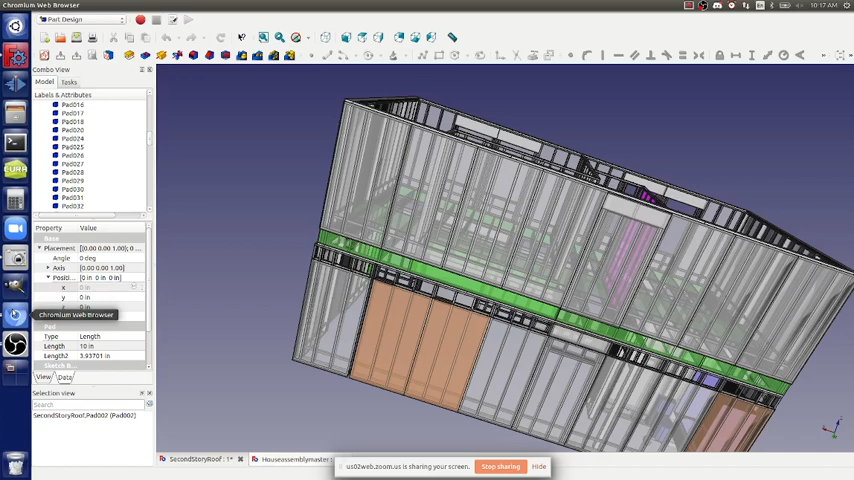 Chromium Web Browser
En
10:17 AM
Part Design
Combo View
Model Tasks
Labels & Attributes
Pad016
Pad017
Pad018
Pad020
Pad024
Pad025
Pad026
Pad027
Pad028
Pad029
Pad030
Pad031
Pad032
Property Value
Base
Placement [(0.00 0.00 1.00); 0 ...
Angle 0 deg
Axis [0.00 0.00 1.00]
Positi... [0 in 0 in 0 in]
x 0 in
y 0 in
Chromium Web Browser
Pad
Type Length
Length 10 in
Length2 3.93701 in
Sketch B...
View Data
Selection view
Search
SecondStoryRoof.Pad002 (Pad002)
CURA
SecondStoryRoof : 1*
Houseassemblymaster :
us02web.zoom.us is sharing your screen.
Stop sharing
Hide